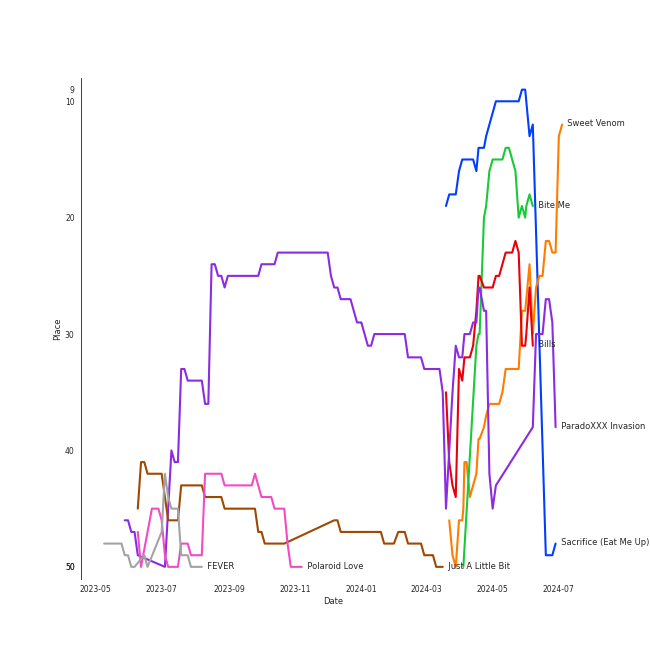 9
10
Sweet Venom
20
Bite Me
30
Bills
Place
40
ParadoXXX Invasion
Sacrifice (Eat Me Up)
50
FEVER
Polaroid Love
Just A Little Bit
2023-05
2023-07
2023-09
2023-11
2024-01
2024-03
2024-05
2024-07
Date